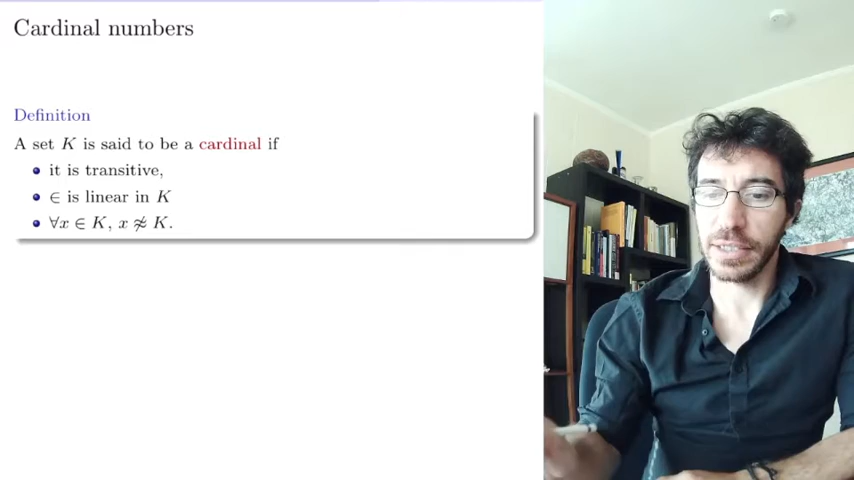 Cardinal numbers
Definition
A set K is said to be a cardinal if
it is transitive,
∈ is linear in K
∀x ∈ K, x ≉ K.